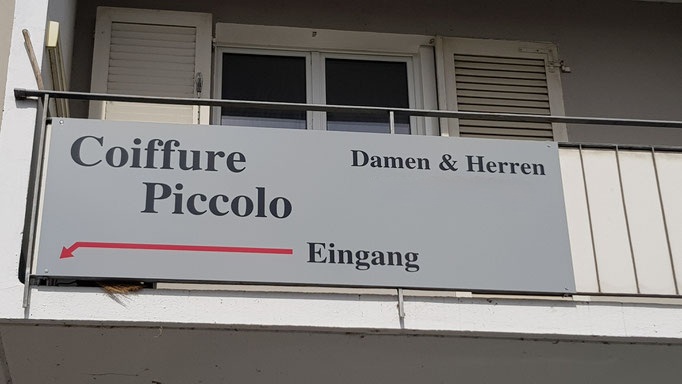 Coiffure
Piccolo
Damen & Herren
Eingang